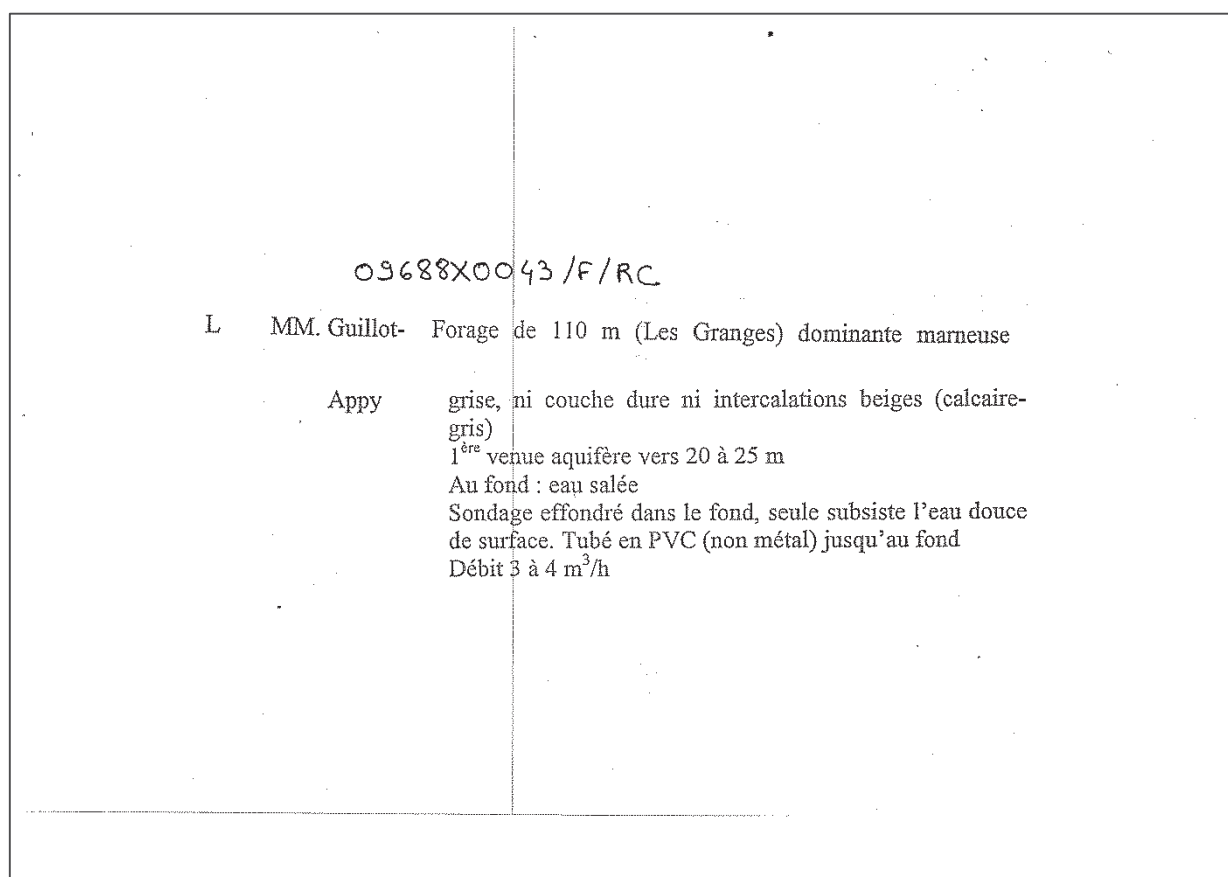 09688X0043/F/RC
L MM. Guillot- Forage de 110 m (Les Granges) dominante marneuse
Appy grise, ni couche dure ni intercalations beiges (calcaire-
gris)
1ère venue aquifère vers 20 à 25 m
Au fond : eau salée
Sondage effondré dans le fond, seule subsiste l'eau douce
de surface. Tubé en PVC (non métal) jusqu'au fond
Débit 3 à 4 m³/h